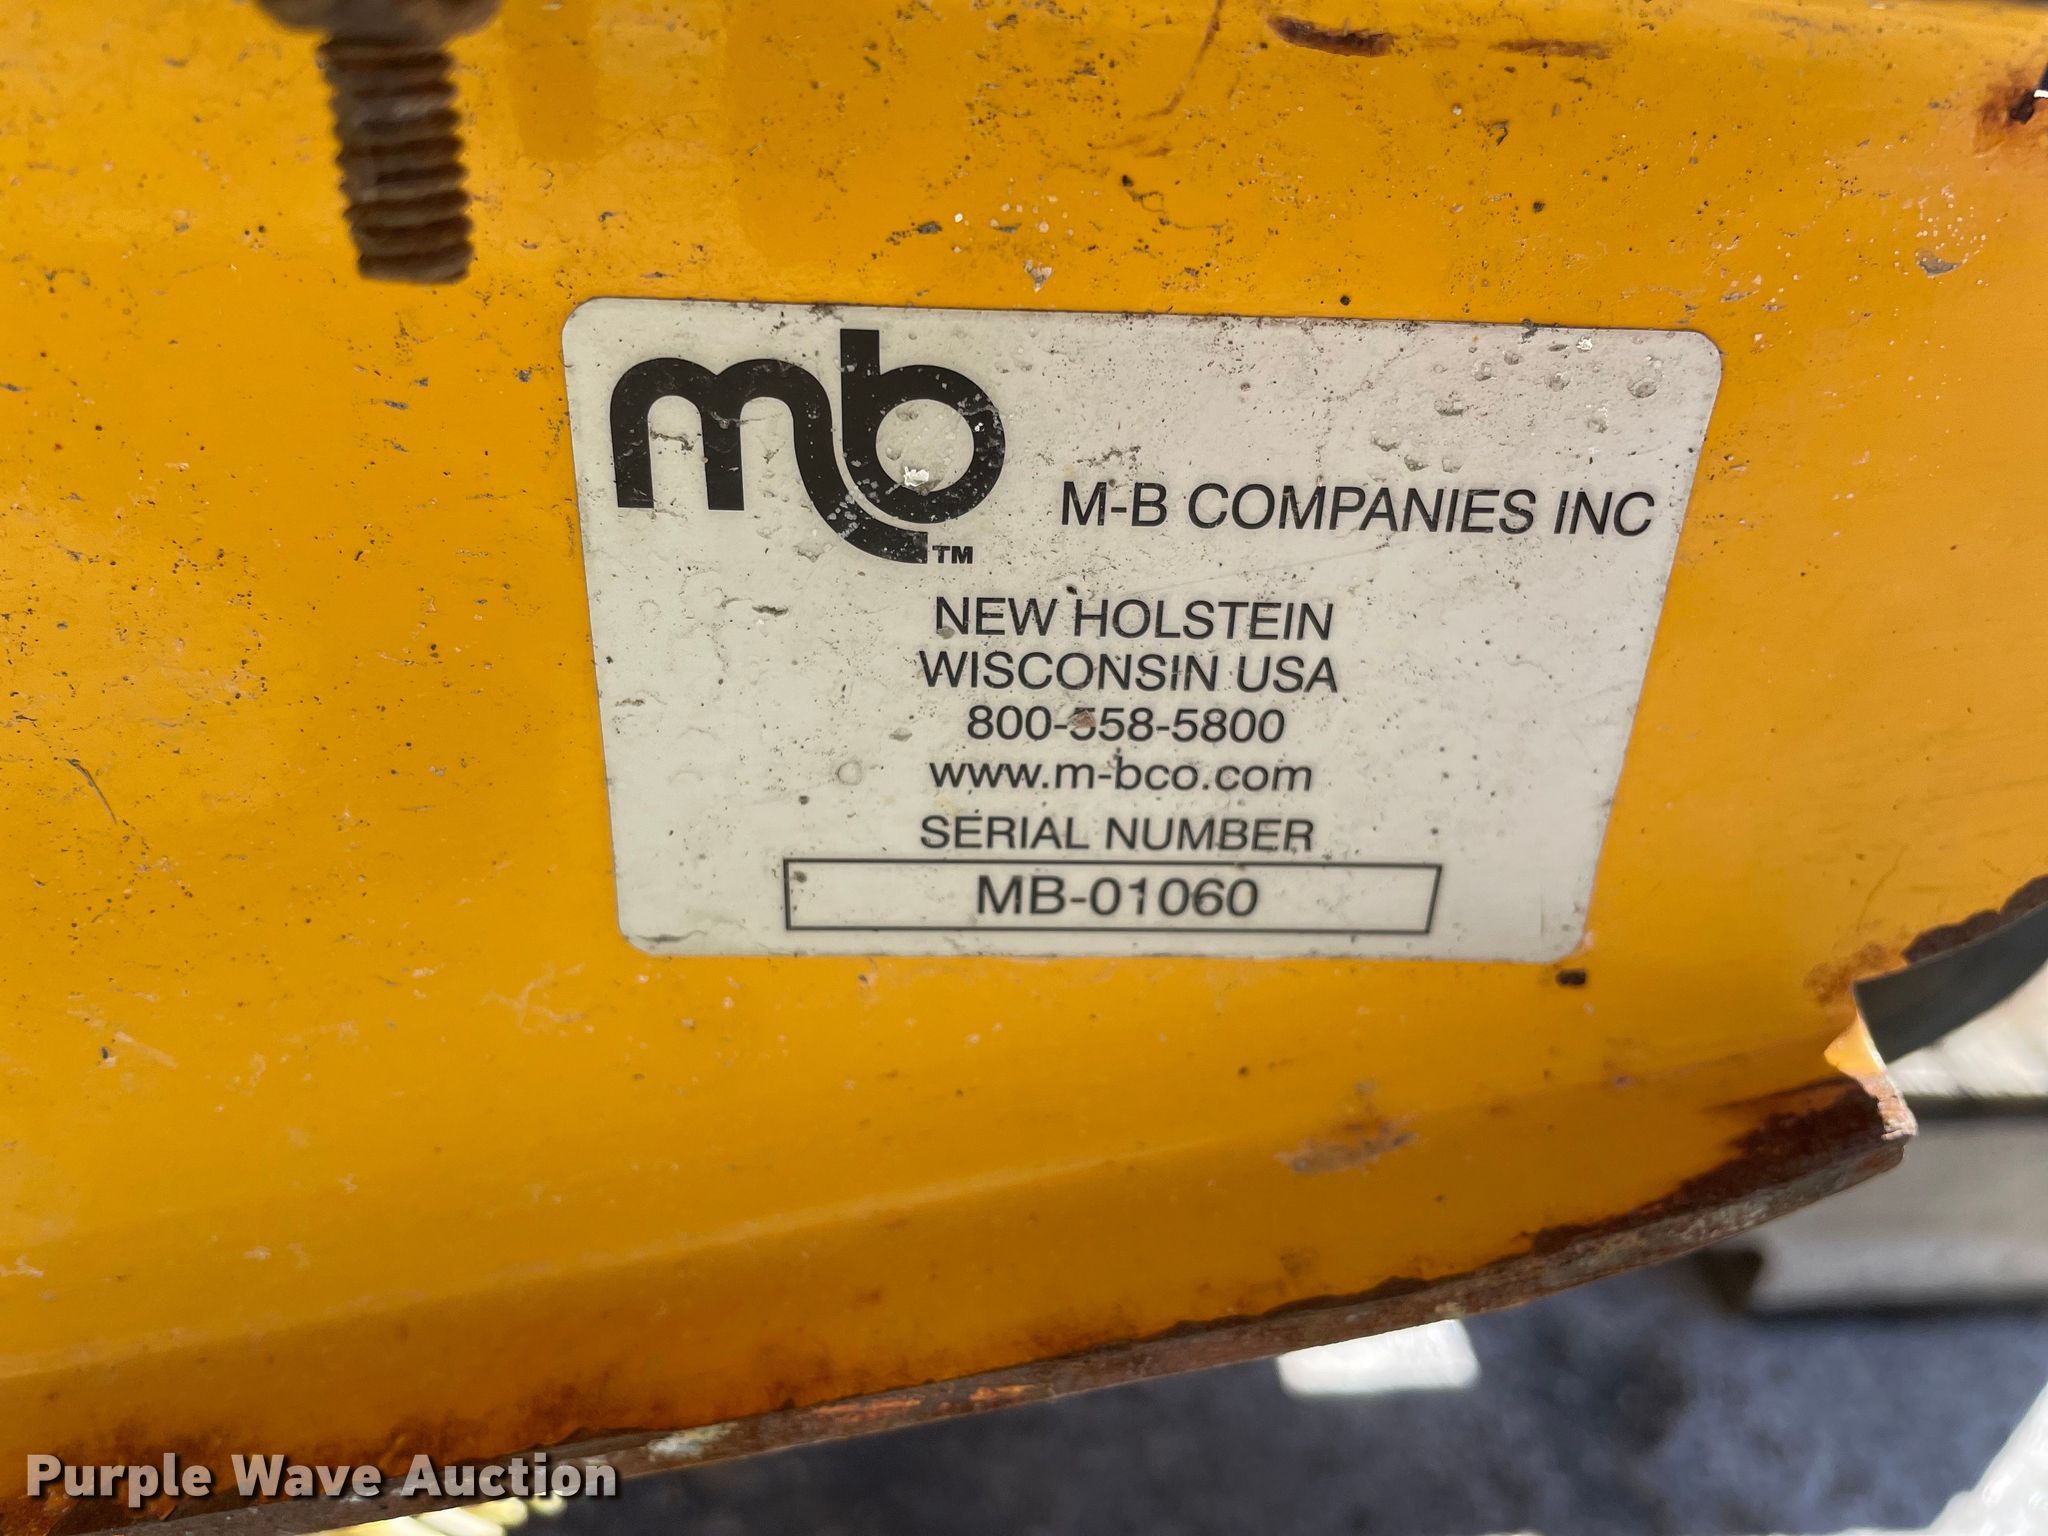 mb
TM
M-B COMPANIES INC
NEW HOLSTEIN
WISCONSIN USA
800-558-5800
www.m-bco.com
SERIAL NUMBER
MB-01060
Purple Wave Auction